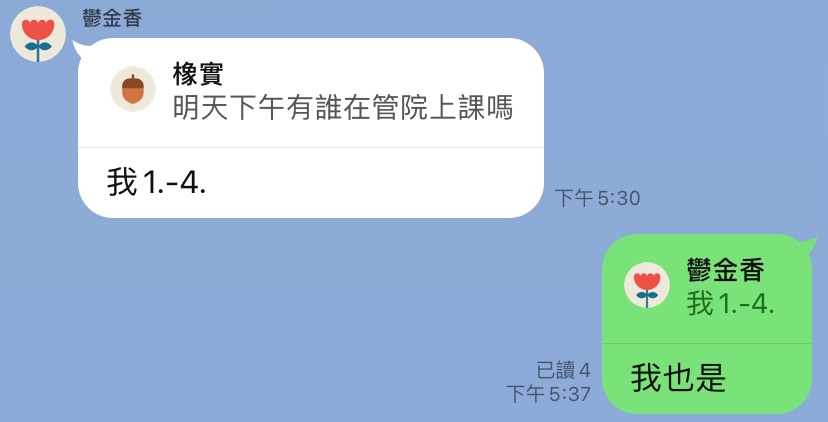 鬱金香
橡實
明天下午有誰在管院上課嗎
我1.-4.
下午5:30
鬱金香
我1.-4.
我也是
已讀4
下午5:37